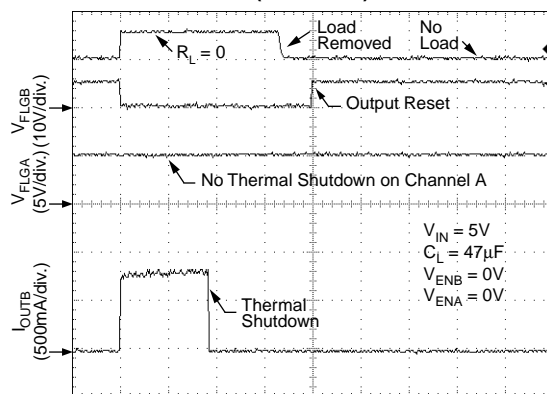 Load
Removed
No
Load
R_L = 0
V_FLGB
(10V/div.)
Output Reset
V_FLGA
(5V/div.)
No Thermal Shutdown on Channel A
V_IN = 5V
C_L = 47µF
V_ENB = 0V
V_ENA = 0V
I_OUTB
(500mA/div.)
Thermal
Shutdown